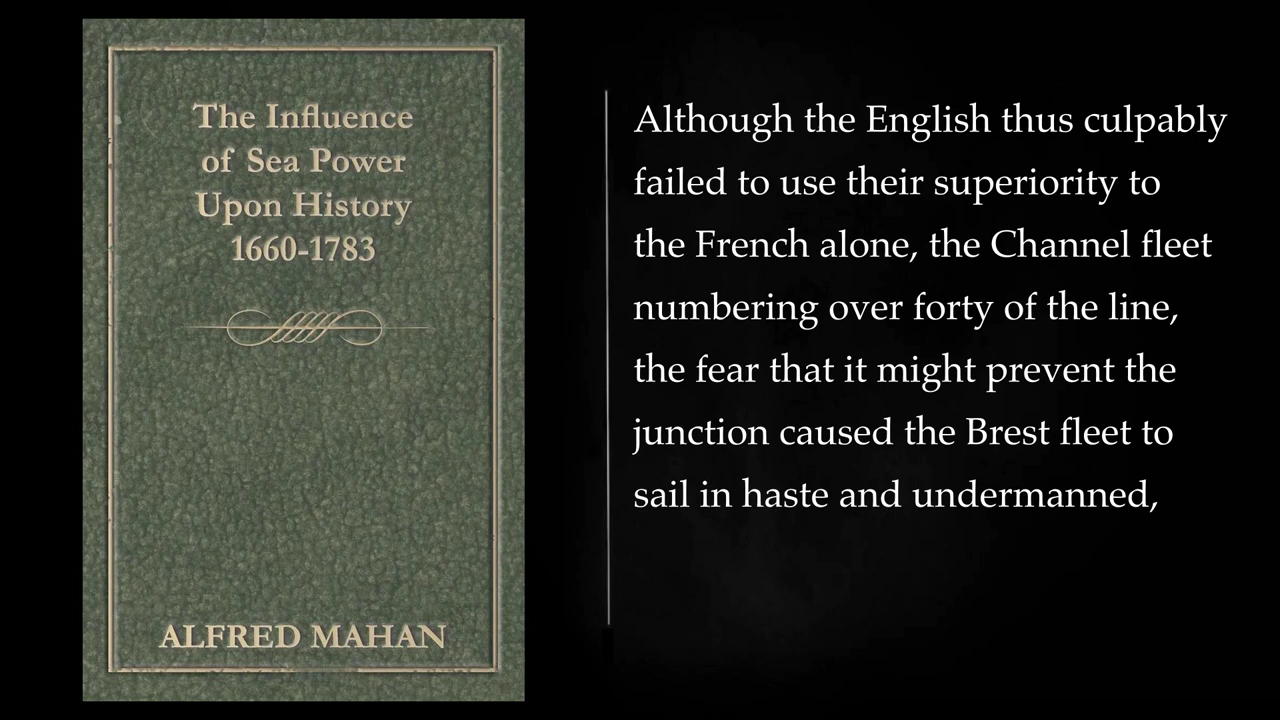 The Influence
of Sea Power
Upon History
1660-1783
ALFRED MAHAN
Although the English thus culpably
failed to use their superiority to
the French alone, the Channel fleet
numbering over forty of the line,
the fear that it might prevent the
junction caused the Brest fleet to
sail in haste and undermanned,